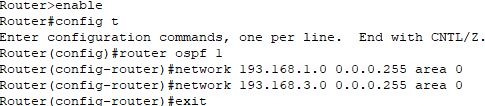 Router>enable
Router#config t
Enter configuration commands, one per line.  End with CNTL/Z.
Router(config)#router ospf 1
Router(config-router)#network 193.168.1.0 0.0.0.255 area 0
Router(config-router)#network 193.168.3.0 0.0.0.255 area 0
Router(config-router)#exit